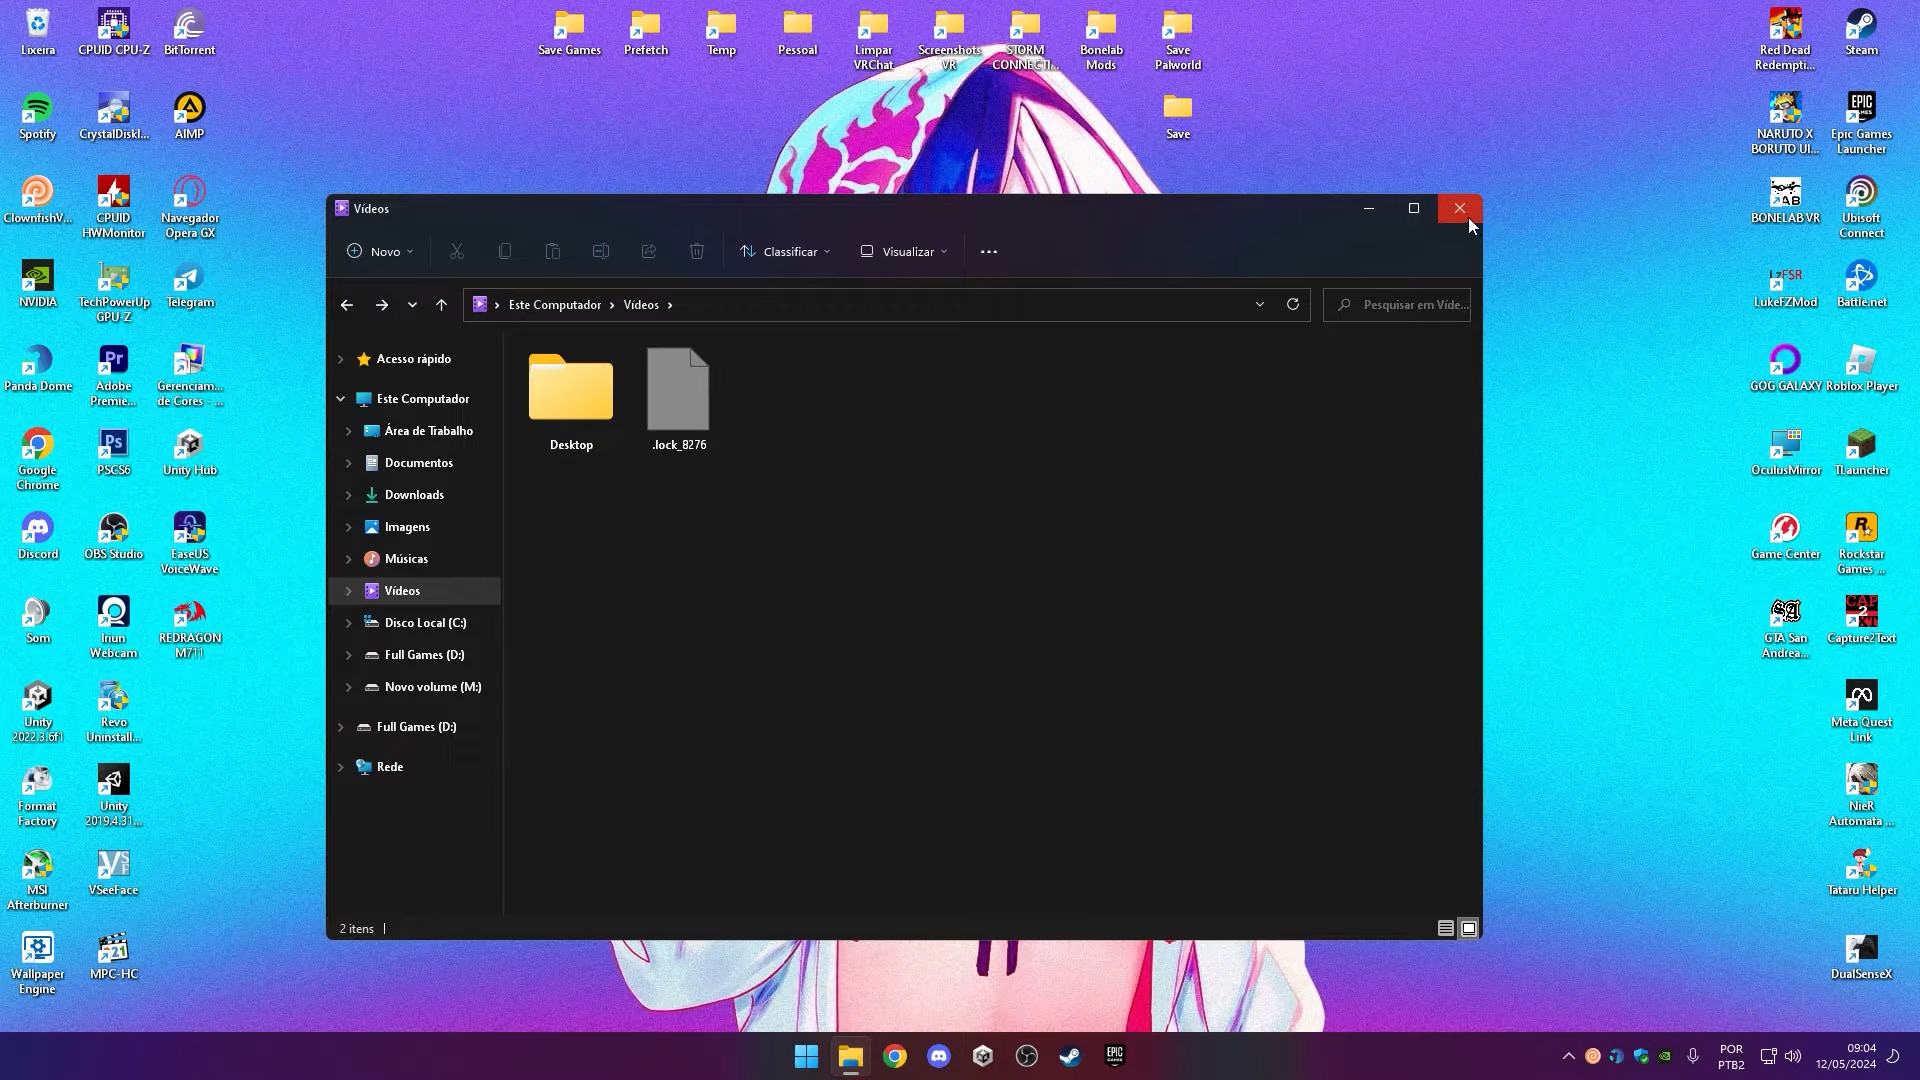 Lixeira
CPUID CPU-Z
BitTorrent
Save Games
Prefetch
Temp
Pessoal
Limpar
VRChat
Screenshots
VR
STORM
CONNECTI...
Bonelab
Mods
Save
Palworld
Red Dead
Redempti...
Steam
Spotify
CrystalDiskI...
AIMP
Save
NARUTO X
BORUTO UI...
Epic Games
Launcher
ClownfishV...
CPUID
HWMonitor
Navegador
Opera GX
BONELAB VR
Ubisoft
Connect
NVIDIA
TechPowerUp
GPU-Z
Telegram
LukeFZMod
Battle.net
Panda Dome
Adobe
Premie...
Gerenciam...
de Cores - ...
GOG GALAXY
Roblox Player
Google
Chrome
PSCS6
Unity Hub
OculusMirror
TLauncher
Discord
OBS Studio
EaseUS
VoiceWave
Game Center
Rockstar
Games ...
Som
Iriun
Webcam
REDRAGON
M711
GTA San
Andrea...
Capture2Text
Unity
2022.3.6f1
Revo
Uninstall...
Meta Quest
Link
Format
Factory
Unity
2019.4.31...
NieR
Automata ...
MSI
Afterburner
VSeeFace
Tataru Helper
Wallpaper
Engine
MPC-HC
DualSenseX
Vídeos
Novo
Classificar
Visualizar
Este Computador
Vídeos
Pesquisar em Víde...
Acesso rápido
Este Computador
Área de Trabalho
Documentos
Downloads
Imagens
Músicas
Vídeos
Disco Local (C:)
Full Games (D:)
Novo volume (M:)
Full Games (D:)
Rede
Desktop
.lock_8276
2 itens
POR
PTB2
09:04
12/05/2024